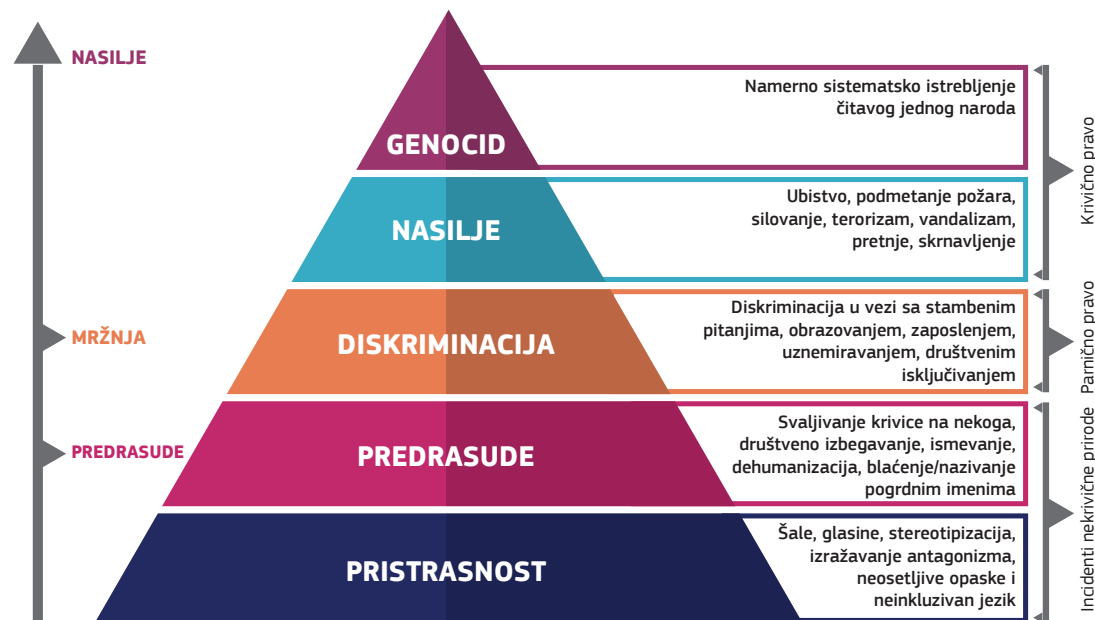 NASILJE
GENOCID
Namerno sistematsko istrebljenje
čitavog jednog naroda
Krivično pravo
NASILJE
Ubistvo, podmetanje požara,
silovanje, terorizam, vandalizam,
pretnje, skrnavljenje
MRŽNJA
DISKRIMINACIJA
Diskriminacija u vezi sa stambenim
pitanjima, obrazovanjem, zaposlenjem,
uznemiravanjem, društvenim
isključivanjem
Parnično pravo
PREDRASUDE
PREDRASUDE
Svaljivanje krivice na nekoga,
društveno izbegavanje, ismevanje,
dehumanizacija, blaćenje/nazivanje
pogrdnim imenima
Incidenti nekrivične prirode
PRISTRASNOST
Šale, glasine, stereotipizacija,
izražavanje antagonizma,
neosetljive opaske i
neinkluzivan jezik